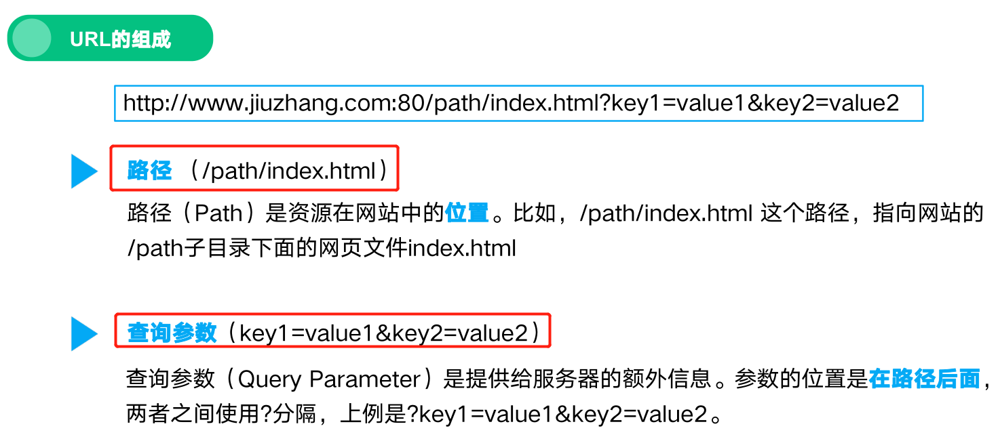 URL的组成
http://www.jiuzhang.com:80/path/index.html?key1=value1&key2=value2
路径（/path/index.html）
路径（Path）是资源在网站中的位置。比如，/path/index.html 这个路径，指向网站的
/path子目录下面的网页文件index.html
查询参数（key1=value1&key2=value2）
查询参数（Query Parameter）是提供给服务器的额外信息。参数的位置是在路径后面，
两者之间使用?分隔，上例是?key1=value1&key2=value2。